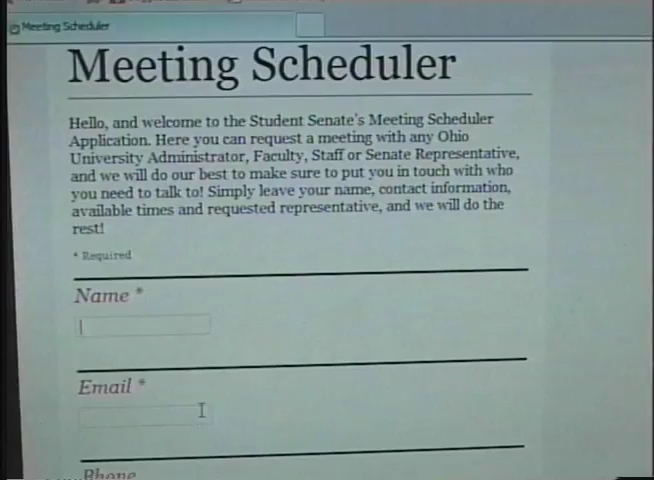 Meeting Scheduler
Meeting Scheduler
Hello, and welcome to the Student Senate's Meeting Scheduler
Application. Here you can request a meeting with any Ohio
University Administrator, Faculty, Staff or Senate Representative,
and we will do our best to make sure to put you in touch with who
you need to talk to! Simply leave your name, contact information,
available times and requested representative, and we will do the
rest!
* Required
Name *
Email *
Phone